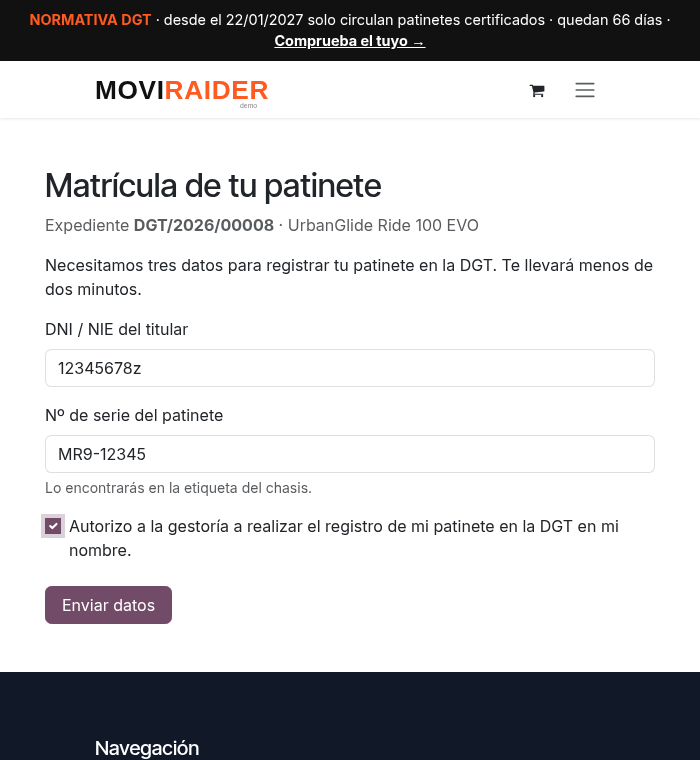 NORMATIVA DGT · desde el 22/01/2027 solo circulan patinetes certificados · quedan 66 días ·
Comprueba el tuyo →
MOVIRAIDER
demo
Matrícula de tu patinete
Expediente DGT/2026/00008 · UrbanGlide Ride 100 EVO
Necesitamos tres datos para registrar tu patinete en la DGT. Te llevará menos de
dos minutos.
DNI / NIE del titular
12345678z
Nº de serie del patinete
MR9-12345
Lo encontrarás en la etiqueta del chasis.
Autorizo a la gestoría a realizar el registro de mi patinete en la DGT en mi
nombre.
Enviar datos
Navegación